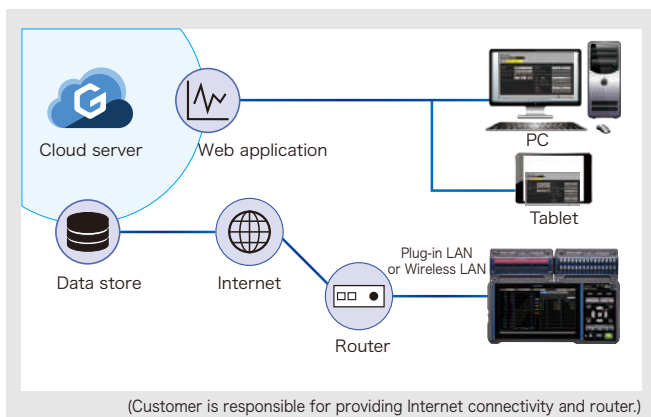 G
Cloud server
Web application
PC
Tablet
Data store
Internet
Plug-in LAN
or Wireless LAN
Router
(Customer is responsible for providing Internet connectivity and router.)